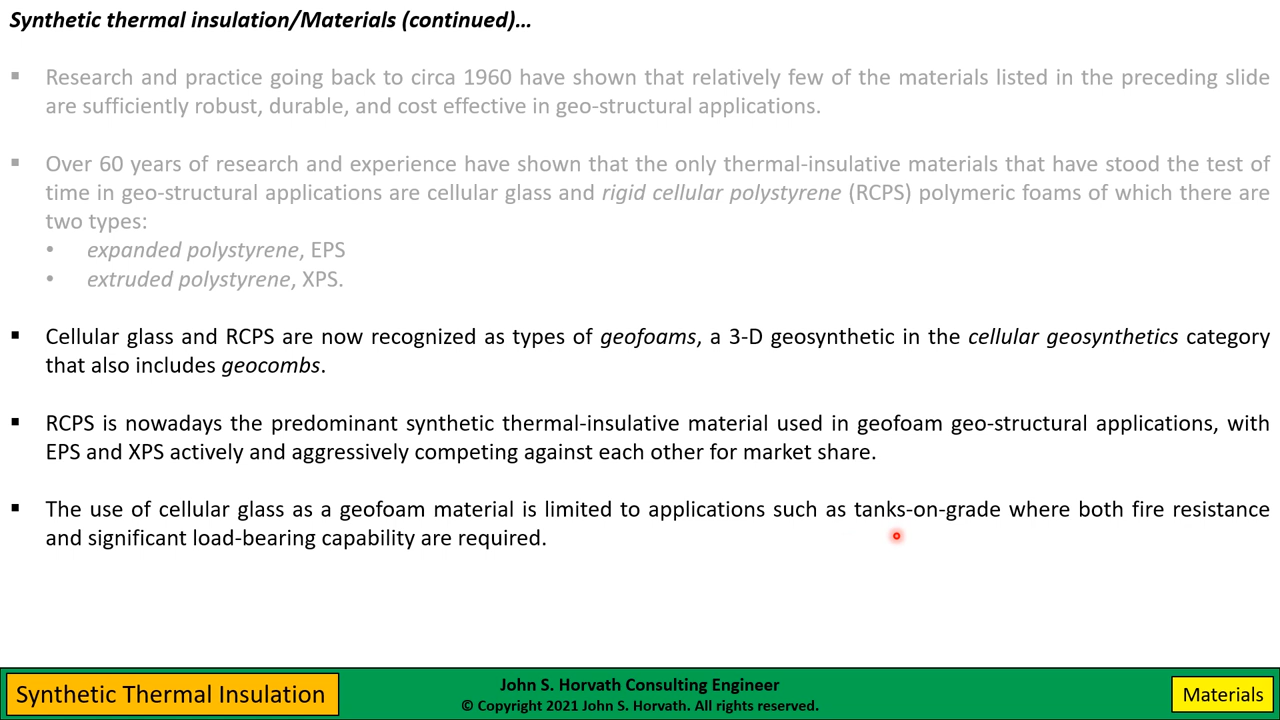 Synthetic thermal insulation/Materials (continued)…
▪ Research and practice going back to circa 1960 have shown that relatively few of the materials listed in the preceding slide
are sufficiently robust, durable, and cost effective in geo-structural applications.
▪ Over 60 years of research and experience have shown that the only thermal-insulative materials that have stood the test of
time in geo-structural applications are cellular glass and rigid cellular polystyrene (RCPS) polymeric foams of which there are
two types:
• expanded polystyrene, EPS
• extruded polystyrene, XPS.
▪ Cellular glass and RCPS are now recognized as types of geofoams, a 3-D geosynthetic in the cellular geosynthetics category
that also includes geocombs.
▪ RCPS is nowadays the predominant synthetic thermal-insulative material used in geofoam geo-structural applications, with
EPS and XPS actively and aggressively competing against each other for market share.
▪ The use of cellular glass as a geofoam material is limited to applications such as tanks-on-grade where both fire resistance
and significant load-bearing capability are required.
Synthetic Thermal Insulation
John S. Horvath Consulting Engineer
© Copyright 2021 John S. Horvath. All rights reserved.
Materials